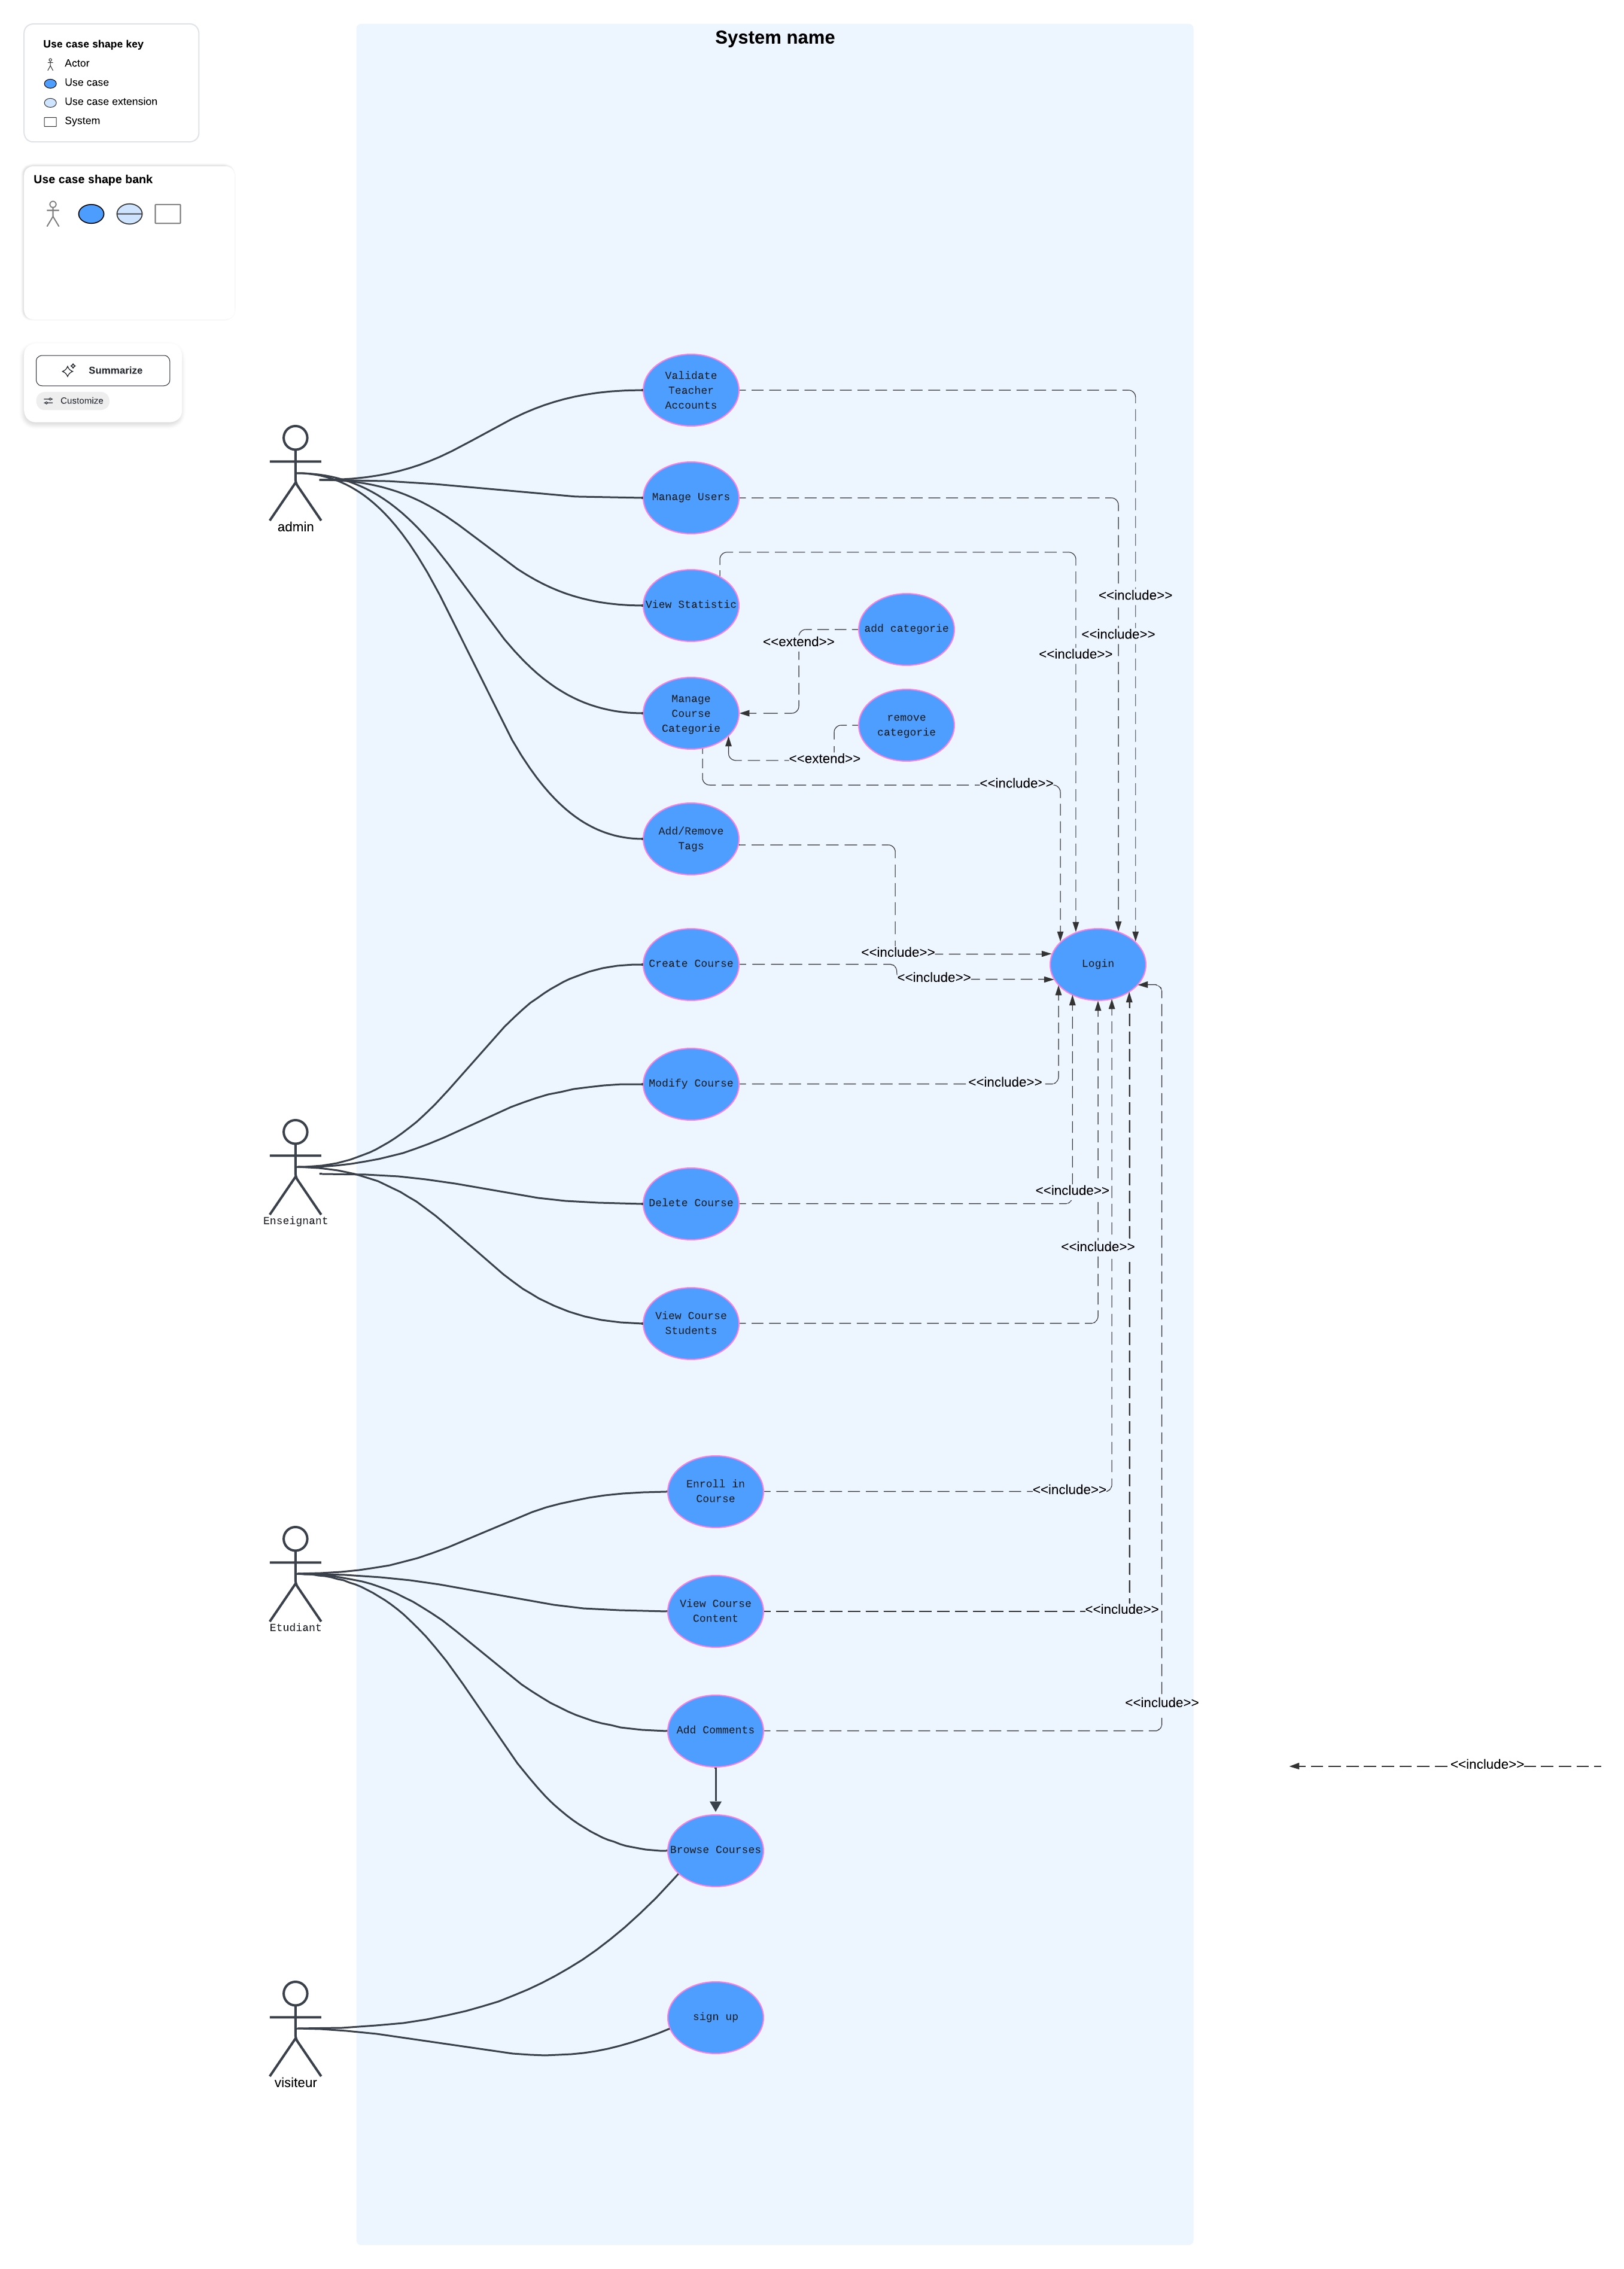 System name
Use case shape key
Actor
Use case
Use case extension
System
Use case shape bank
Summarize
Customize
Validate
Teacher
Accounts
admin
Manage Users
<<include>>
View Statistic
add categorie
<<include>>
<<extend>>
<<include>>
Manage
Course
Categorie
remove
categorie
<<extend>>
<<include>>
Add/Remove
Tags
<<include>>
Create Course
Login
<<include>>
Modify Course
<<include>>
<<include>>
Delete Course
Enseignant
<<include>>
View Course
Students
Enroll in
Course
<<include>>
View Course
Content
<<include>>
Etudiant
<<include>>
Add Comments
<<include>>
Browse Courses
sign up
visiteur